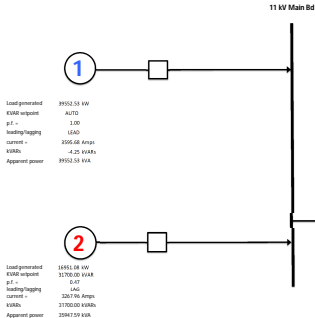 11 kV Main Bd
1
Load generated 39552.53 kW
KVAR setpoint AUTO
p.f. = 1.00
leading/lagging LEAD
current = 3595.68 Amps
kVARs -4.25 kVARs
Apparent power 39552.53 kVA
2
Load generated 16951.08 kW
KVAR setpoint 31700.00 kVAR
p.f. = 0.47
leading/lagging LAG
current = 3267.96 Amps
kVARs 31700.00 kVARs
Apparent power 35947.59 kVA